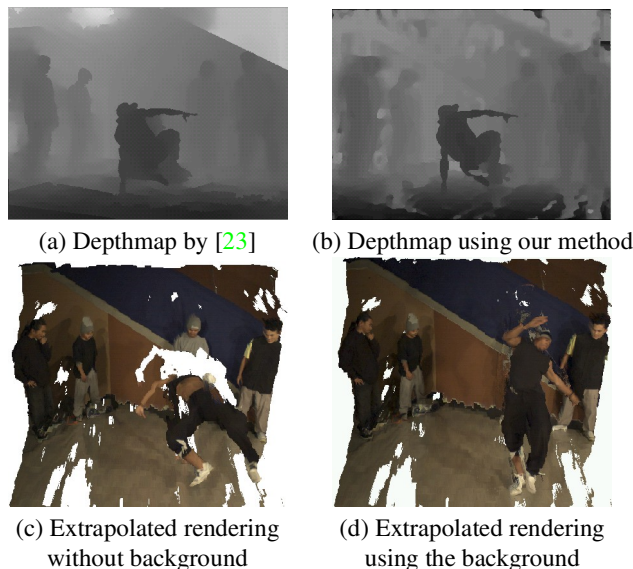 (a) Depthmap by [23]
(b) Depthmap using our method
(c) Extrapolated rendering
without background
(d) Extrapolated rendering
using the background